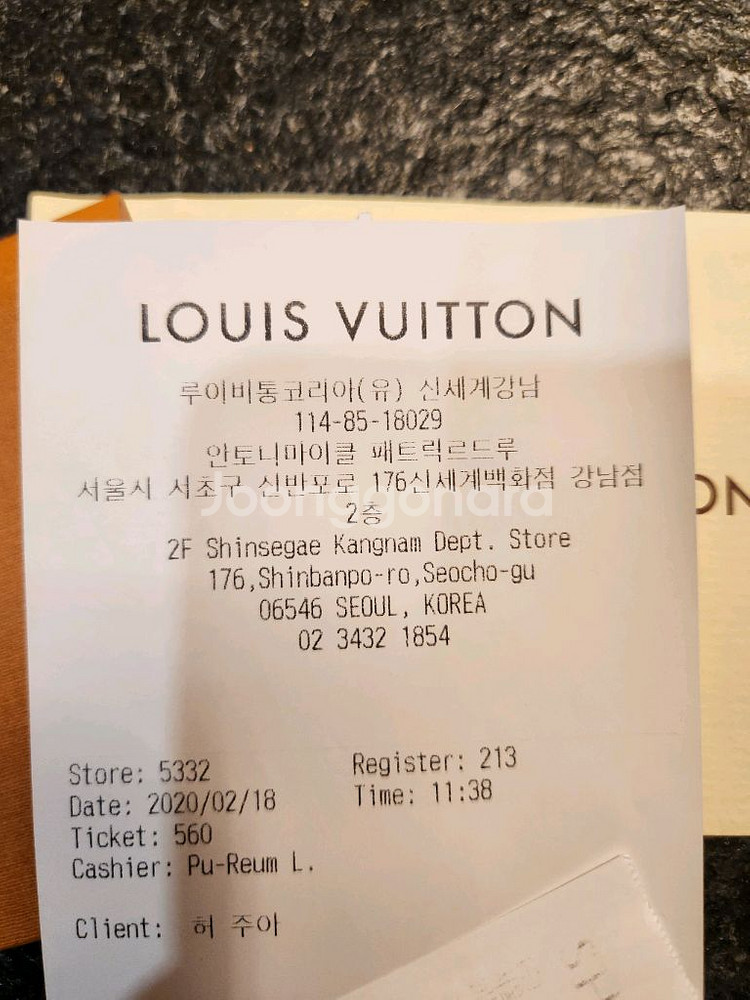 LOUIS VUITTON
루이비통코리아(유) 신세계강남
114-85-18029
안토니마이클 패트릭르드루
서울시 서초구 신반포로 176신세계백화점 강남점
Joonggonara
2층
2F Shinsegae Kangnam Dept. Store
176,Shinbanpo-ro,Seocho-gu
06546 SEOUL, KOREA
02 3432 1854
Store: 5332 Register: 213
Date: 2020/02/18 Time: 11:38
Ticket: 560
Cashier: Pu-Reum L.
Client: 허 주아
ON